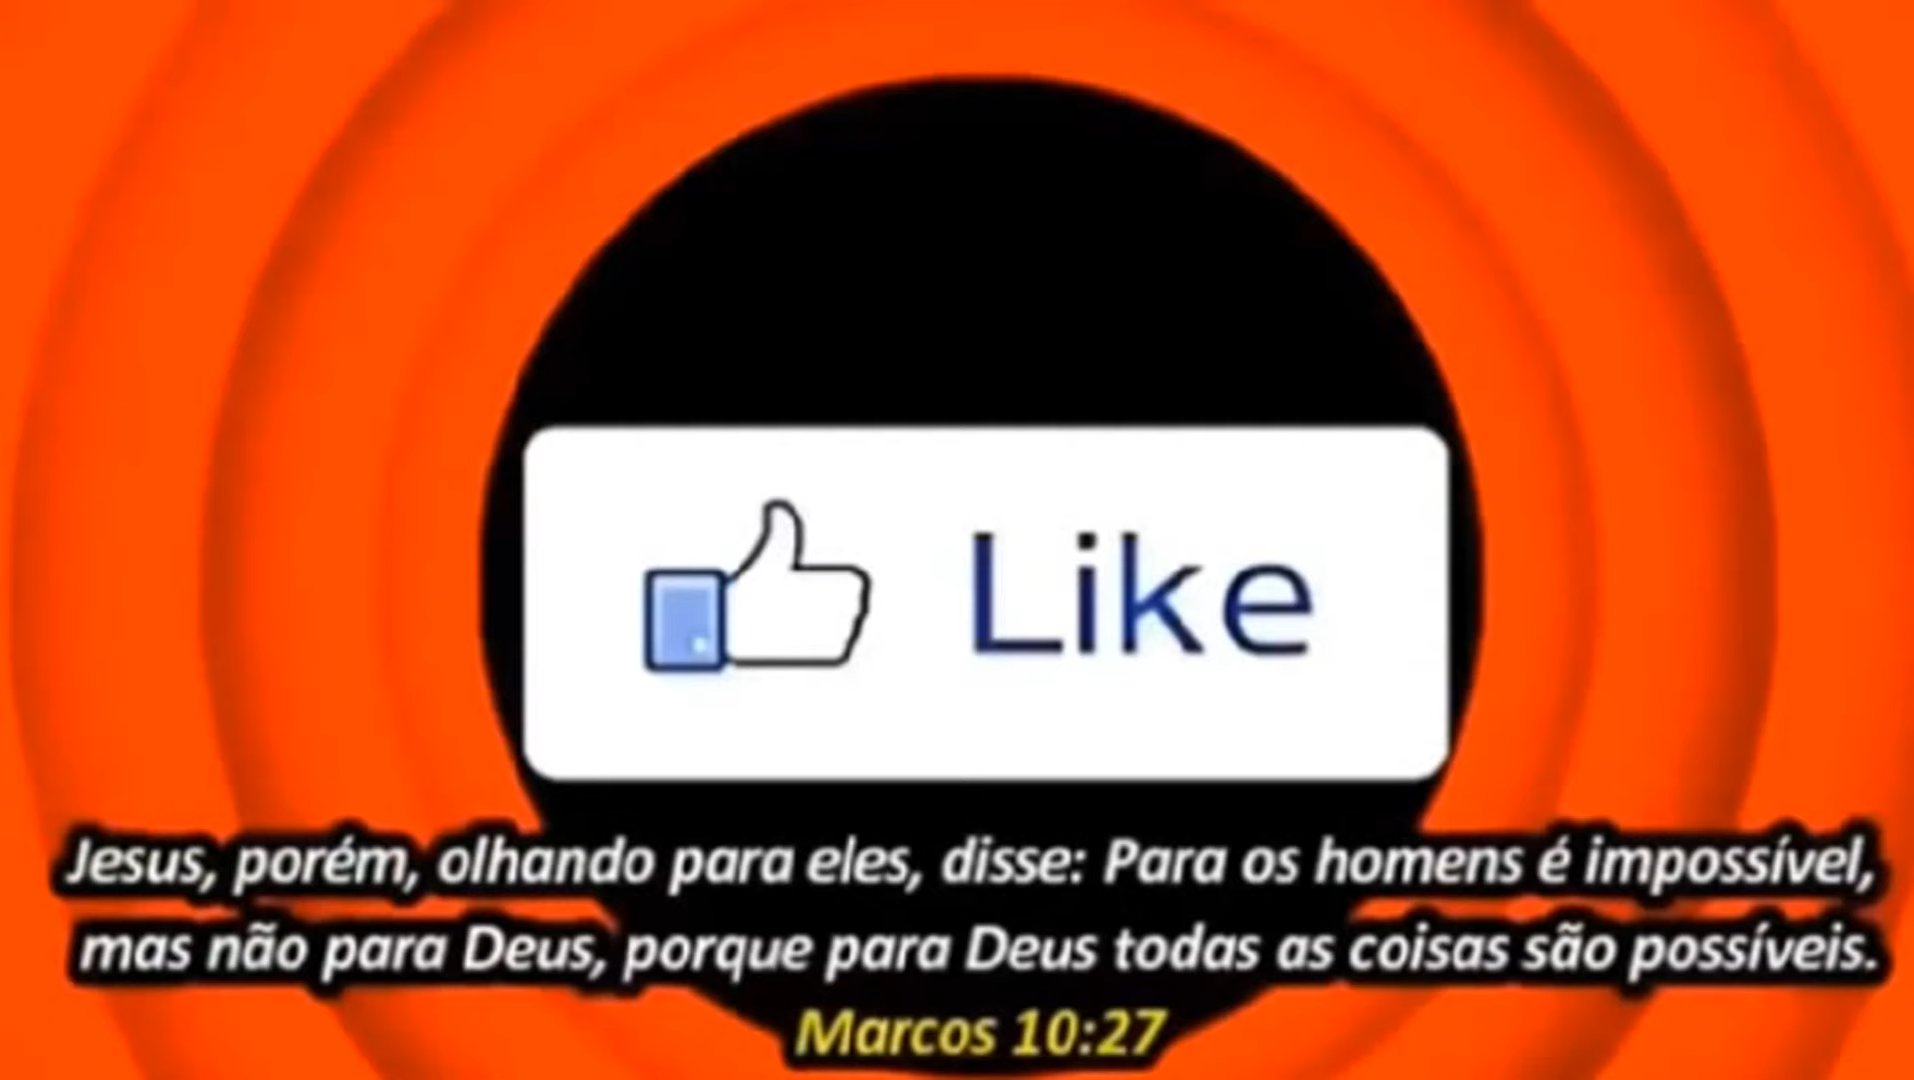 Like
Jesus, porém, olhando para eles, disse: Para os homens é impossível,
mas não para Deus, porque para Deus todas as coisas são possíveis.
Marcos 10:27